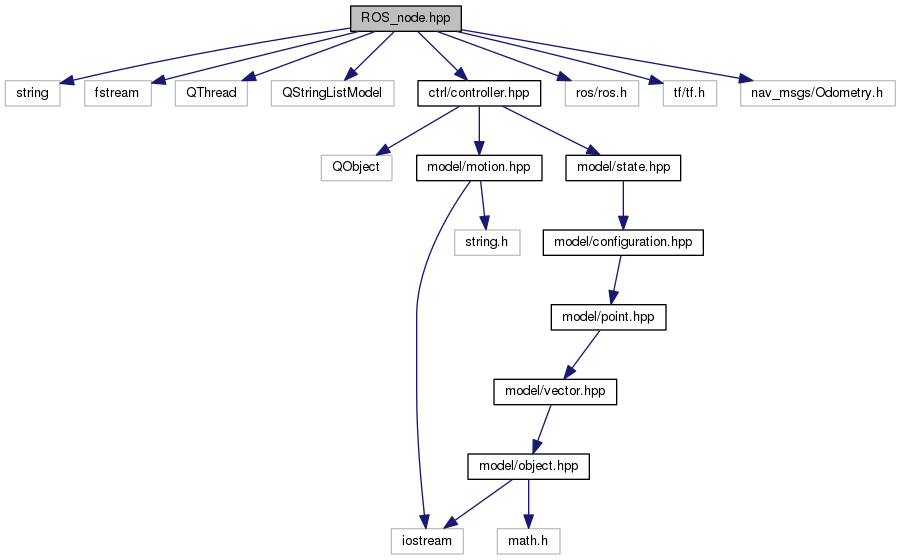 ROS_node.hpp
string
fstream
QThread
QStringListModel
ctrl/controller.hpp
ros/ros.h
tf/tf.h
nav_msgs/Odometry.h
QObject
model/motion.hpp
model/state.hpp
string.h
model/configuration.hpp
model/point.hpp
model/vector.hpp
model/object.hpp
iostream
math.h